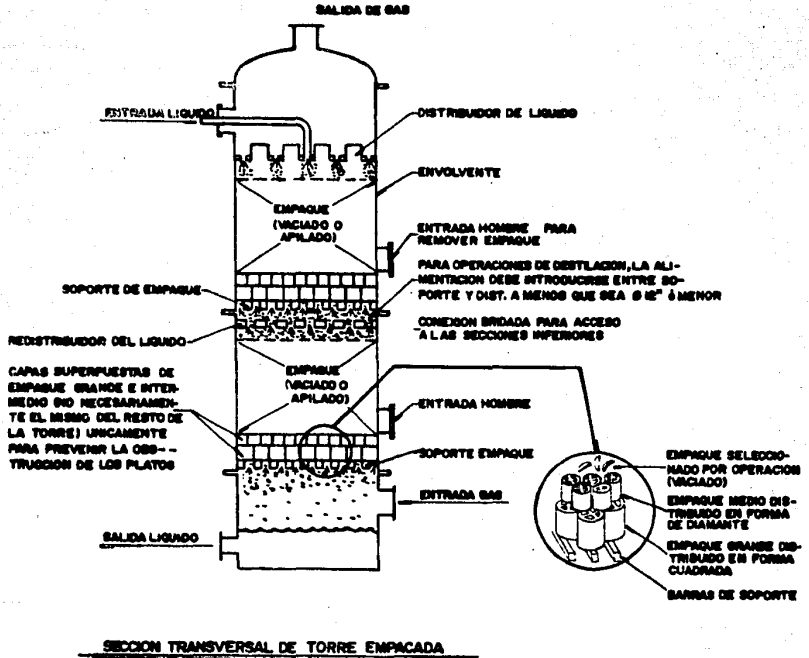 SALIDA DE GAS
ENTRADA LIQUIDO
DISTRIBUIDOR DE LIQUIDO
ENVOLVENTE
EMPAQUE
(VACIADO O
APILADO)
ENTRADA HOMBRE PARA
REMOVER EMPAQUE
SOPORTE DE EMPAQUE
PARA OPERACIONES DE DESTILACION, LA ALI-
MENTACION DEBE INTRODUCIRSE ENTRE SO-
PORTE Y DIST. A MENOS QUE SEA Ø 12" ó MENOR
REDISTRIBUIDOR DEL LIQUIDO
CONEXION BRIDADA PARA ACCESO
A LAS SECCIONES INFERIORES
CAPAS SUPERPUESTAS DE
EMPAQUE GRANDE E INTER-
MEDIO (NO NECESARIAMEN-
TE EL MISMO DEL RESTO DE
LA TORRE) UNICAMENTE
PARA PREVENIR LA OBS--
TRUCCION DE LOS PLATOS
EMPAQUE
(VACIADO O
APILADO)
ENTRADA HOMBRE
SOPORTE EMPAQUE
ENTRADA GAS
SALIDA LIQUIDO
EMPAQUE SELECCIO-
NADO POR OPERACION
(VACIADO)
EMPAQUE MEDIO DIS-
TRIBUIDO EN FORMA
DE DIAMANTE
EMPAQUE GRANDE DIS-
TRIBUIDO EN FORMA
CUADRADA
BARRAS DE SOPORTE
SECCION TRANSVERSAL DE TORRE EMPACADA